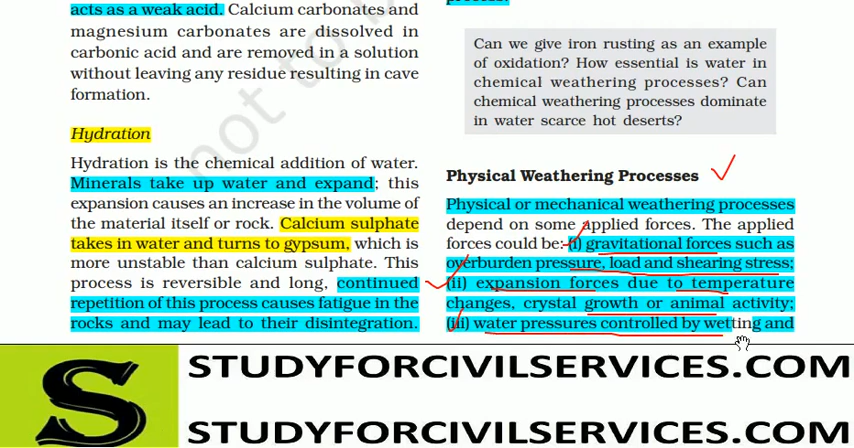 acts as a weak acid. Calcium carbonates and
magnesium carbonates are dissolved in
carbonic acid and are removed in a solution
without leaving any residue resulting in cave
formation.
Hydration
Hydration is the chemical addition of water.
Minerals take up water and expand; this
expansion causes an increase in the volume of
the material itself or rock. Calcium sulphate
takes in water and turns to gypsum, which is
more unstable than calcium sulphate. This
process is reversible and long, continued
repetition of this process causes fatigue in the
rocks and may lead to their disintegration.
process.
Can we give iron rusting as an example
of oxidation? How essential is water in
chemical weathering processes? Can
chemical weathering processes dominate
in water scarce hot deserts?
Physical Weathering Processes
Physical or mechanical weathering processes
depend on some applied forces. The applied
forces could be: (i) gravitational forces such as
overburden pressure, load and shearing stress;
(ii) expansion forces due to temperature
changes, crystal growth or animal activity;
(iii) water pressures controlled by wetting and
not to b
S
STUDYFORCIVILSERVICES.COM
STUDYFORCIVILSERVICES.COM